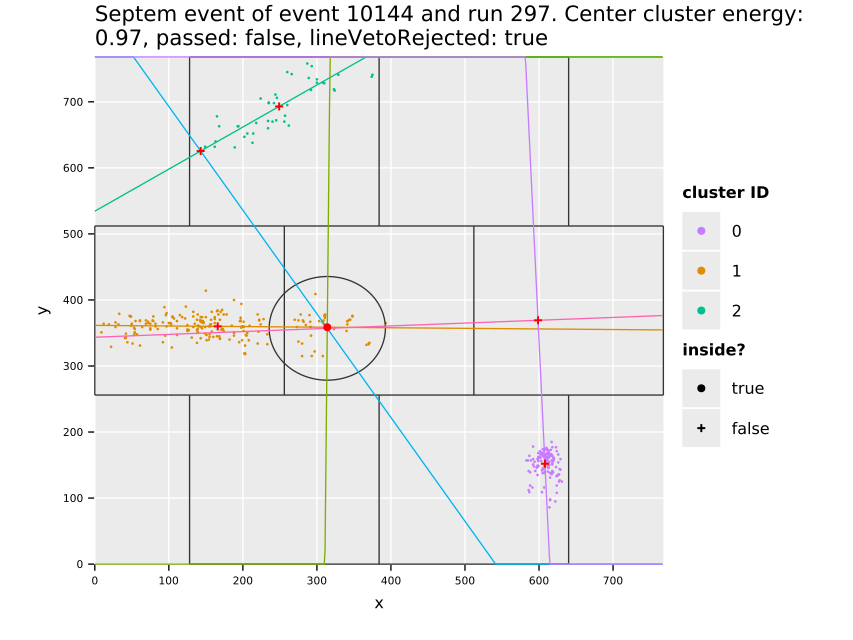 Septem event of event 10144 and run 297. Center cluster energy:
0.97, passed: false, lineVetoRejected: true
700
600
500
400
300
200
100
0
y
0 100 200 300 400 500 600 700
x
cluster ID
0
1
2
inside?
true
false